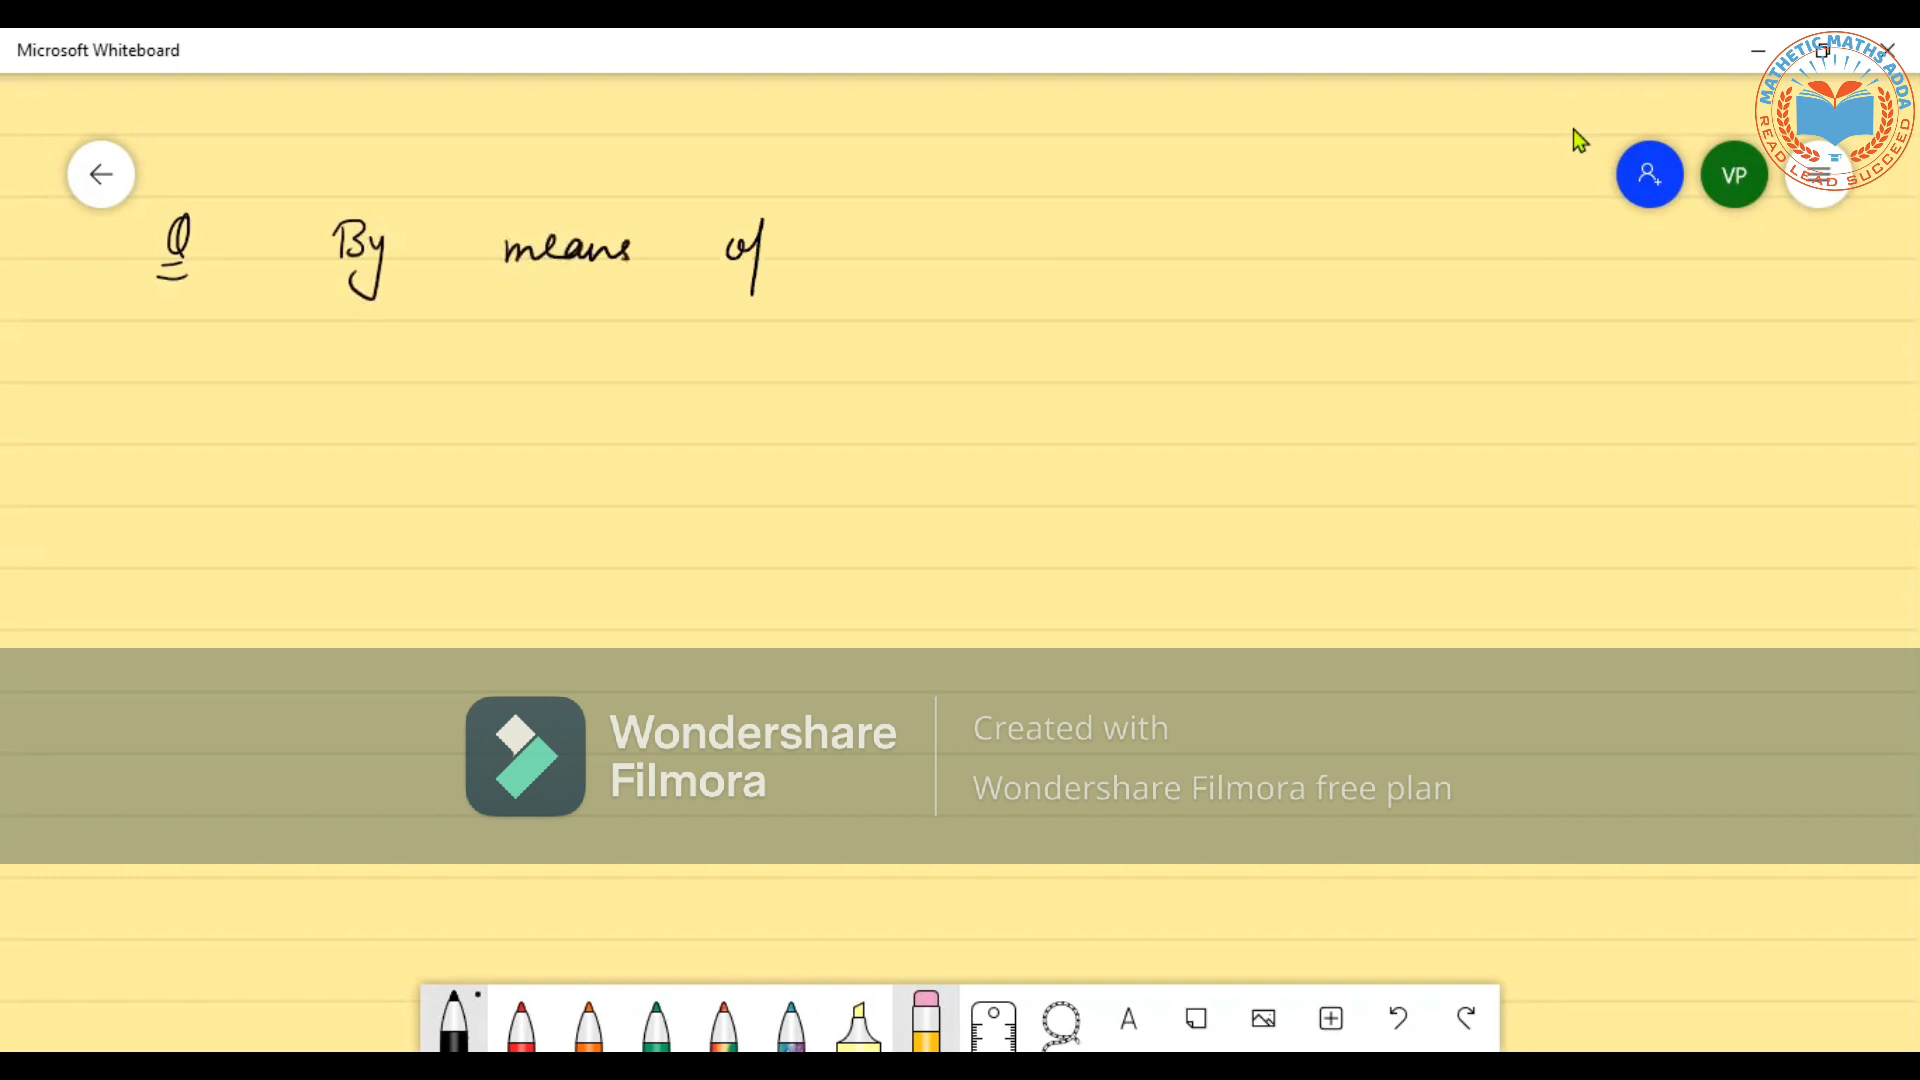 Microsoft Whiteboard
MATHETIC MATHS ADDA
READ LEAD SUCCEED
VP
Q By means of
Wondershare Filmora
Created with
Wondershare Filmora free plan
A